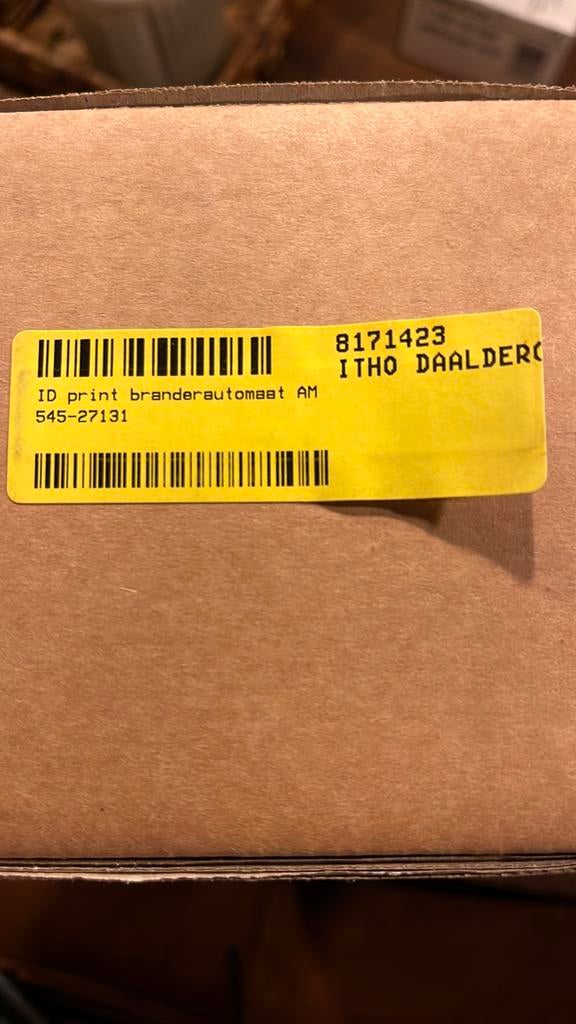 8171423
ITHO DAALDERO
ID print branderautomaat AM
545-27131